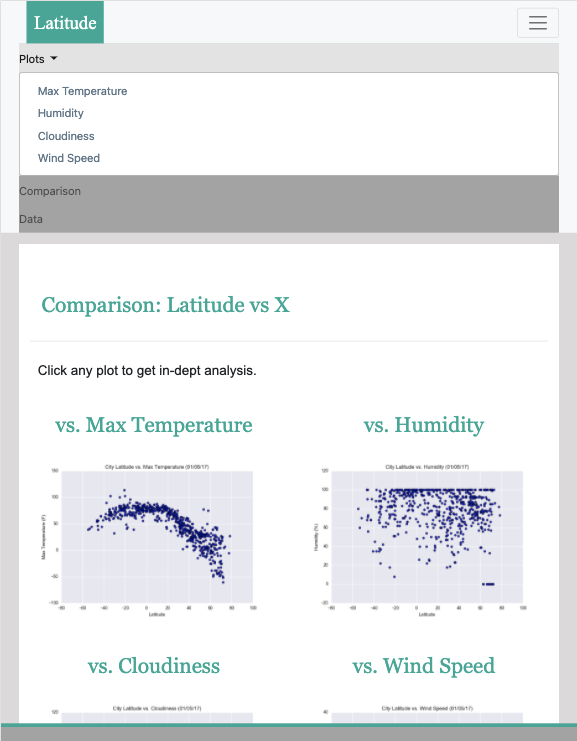 Latitude
Plots
Max Temperature
Humidity
Cloudiness
Wind Speed
Comparison
Data
Comparison: Latitude vs X
Click any plot to get in-dept analysis.
vs. Max Temperature
vs. Humidity
City Latitude vs. Max Temperature (01/05/17)
150
100
50
0
-50
-100
Max Temperature (F)
-80 -60 -40 -20 0 20 40 60 80 100
Latitude
City Latitude vs. Humidity (01/05/17)
120
100
80
60
40
20
0
-20
Humidity (%)
-80 -60 -40 -20 0 20 40 60 80 100
Latitude
vs. Cloudiness
vs. Wind Speed
City Latitude vs. Cloudiness (01/05/17)
120
City Latitude vs. Wind Speed (01/05/17)
40